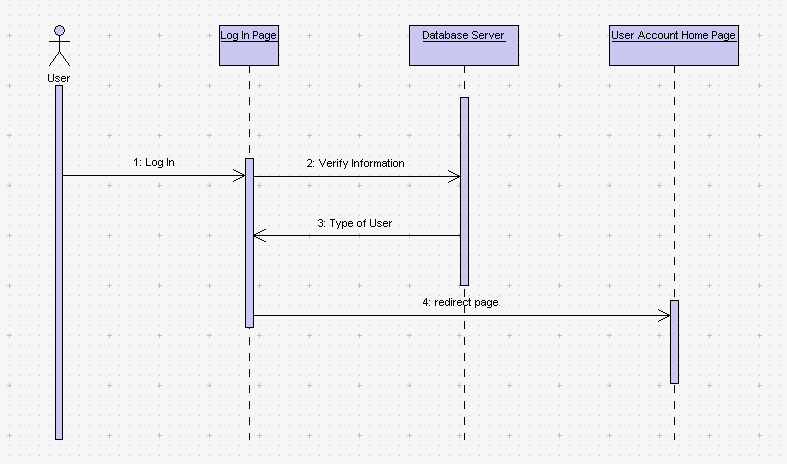 Log In Page
Database Server
User Account Home Page
User
1: Log In
2: Verify Information
3: Type of User
4: redirect page